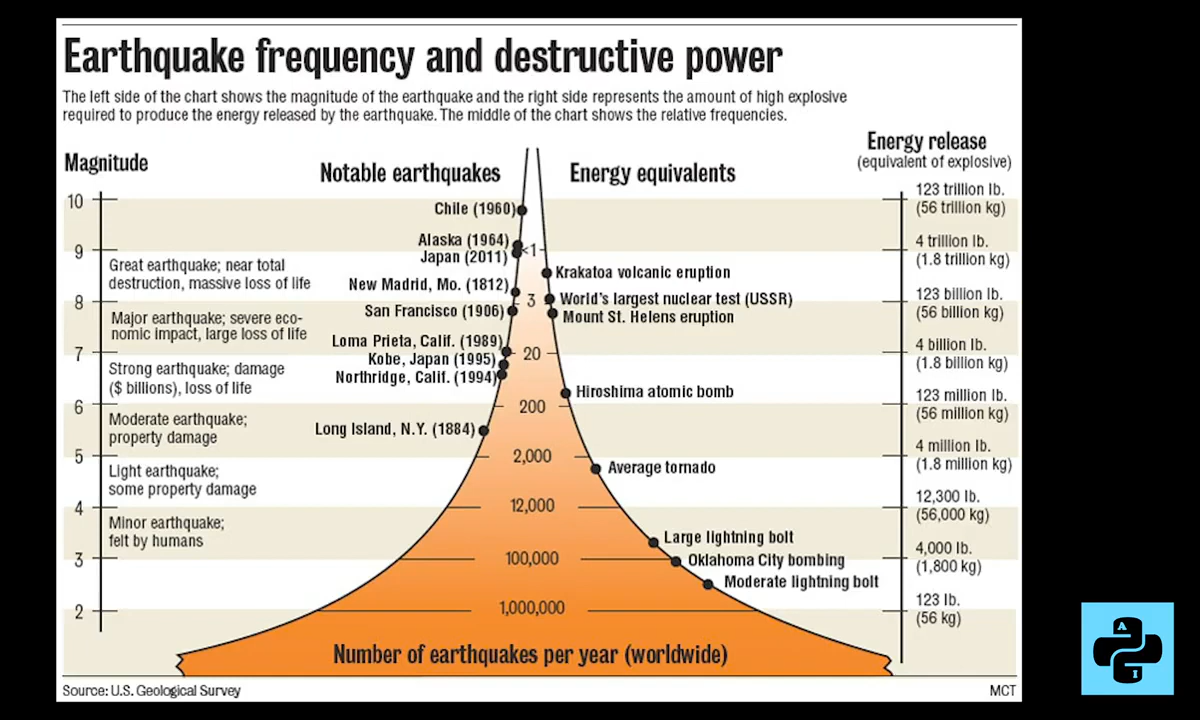 Earthquake frequency and destructive power
The left side of the chart shows the magnitude of the earthquake and the right side represents the amount of high explosive
required to produce the energy released by the earthquake. The middle of the chart shows the relative frequencies.
Magnitude
Notable earthquakes
Energy equivalents
Energy release
(equivalent of explosive)
10
9
8
7
6
5
4
3
2
Great earthquake; near total
destruction, massive loss of life
Major earthquake; severe eco-
nomic impact, large loss of life
Strong earthquake; damage
($ billions), loss of life
Moderate earthquake;
property damage
Light earthquake;
some property damage
Minor earthquake;
felt by humans
Chile (1960)
Alaska (1964)
Japan (2011)
New Madrid, Mo. (1812)
San Francisco (1906)
Loma Prieta, Calif. (1989)
Kobe, Japan (1995)
Northridge, Calif. (1994)
Long Island, N.Y. (1884)
<1
3
20
200
2,000
12,000
100,000
1,000,000
Krakatoa volcanic eruption
World's largest nuclear test (USSR)
Mount St. Helens eruption
Hiroshima atomic bomb
Average tornado
Large lightning bolt
Oklahoma City bombing
Moderate lightning bolt
123 trillion lb.
(56 trillion kg)
4 trillion lb.
(1.8 trillion kg)
123 billion lb.
(56 billion kg)
4 billion lb.
(1.8 billion kg)
123 million lb.
(56 million kg)
4 million lb.
(1.8 million kg)
12,300 lb.
(56,000 kg)
4,000 lb.
(1,800 kg)
123 lb.
(56 kg)
Number of earthquakes per year (worldwide)
Source: U.S. Geological Survey
MCT
A
I